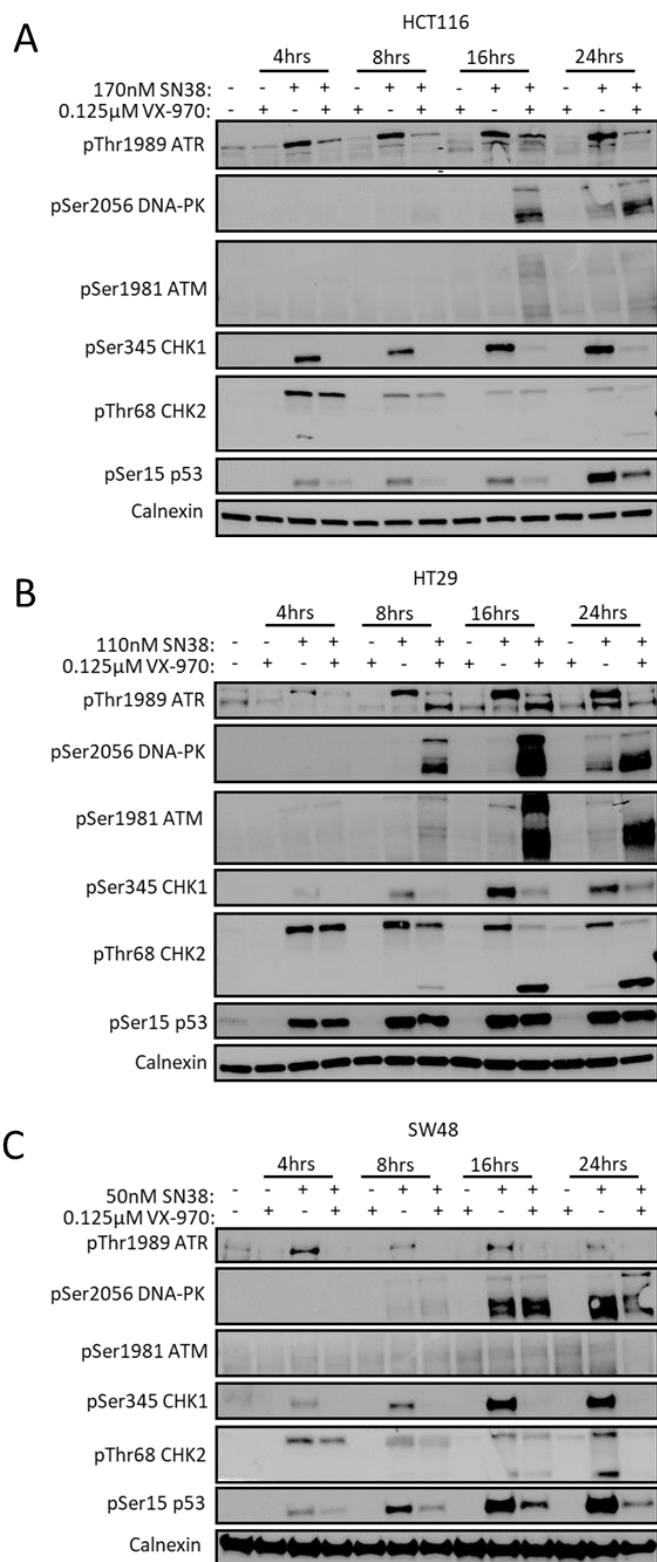 A
HCT116
4hrs 8hrs 16hrs 24hrs
170nM SN38: - - + + - + + - + + - + +
0.125µM VX-970: - + - + + - + + - + + - +
pThr1989 ATR
pSer2056 DNA-PK
pSer1981 ATM
pSer345 CHK1
pThr68 CHK2
pSer15 p53
Calnexin
B
HT29
4hrs 8hrs 16hrs 24hrs
110nM SN38: - - + + - + + - + + - + +
0.125µM VX-970: - + - + + - + + - + + - +
pThr1989 ATR
pSer2056 DNA-PK
pSer1981 ATM
pSer345 CHK1
pThr68 CHK2
pSer15 p53
Calnexin
C
SW48
4hrs 8hrs 16hrs 24hrs
50nM SN38: - - + + - + + - + + - + +
0.125µM VX-970: - + - + + - + + - + + - +
pThr1989 ATR
pSer2056 DNA-PK
pSer1981 ATM
pSer345 CHK1
pThr68 CHK2
pSer15 p53
Calnexin